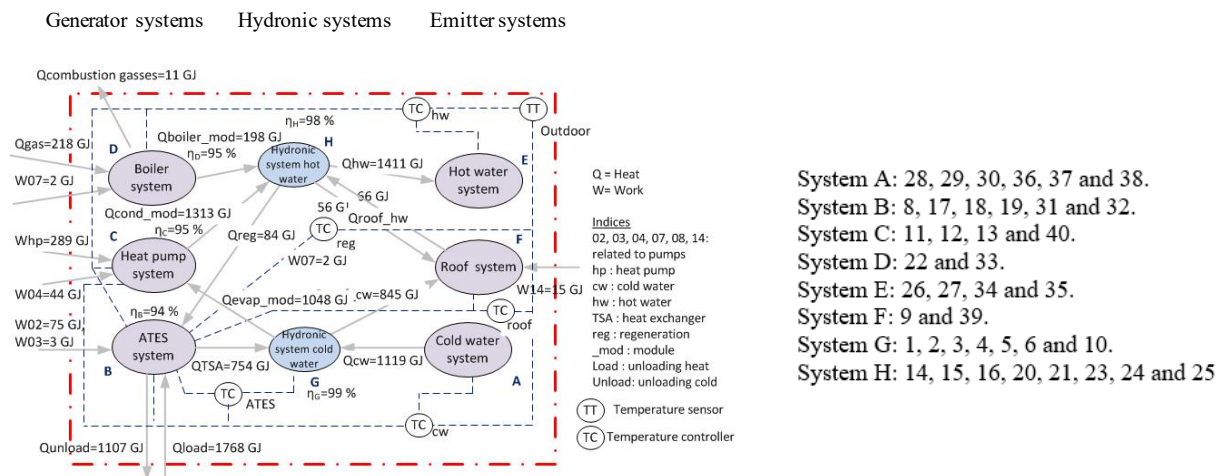 Generator systems Hydronic systems Emitter systems
Qcombustion gasses=11 GJ
TC hw
TT
Outdoor
ηH=98 %
Qboiler_mod=198 GJ
H
Qgas=218 GJ
D
ηD=95 %
Boiler
system
Hydronic
system hot
water
Qhw=1411 GJ
E
Hot water
system
W07=2 GJ
Qcond_mod=1313 GJ
56 GJ
Qroof_hw
TC
reg
C
ηC=95 %
Qreg=84 GJ
Whp=289 GJ
Heat pump
system
W07=2 GJ
F
Roof system
W04=44 GJ
Qevap_mod=1048 GJ
cw=845 GJ
W14=15 GJ
W02=75 GJ
W03=3 GJ
ηB=94 %
ATES
system
TC
roof
Hydronic
system cold
water
Cold water
system
QTSA=754 GJ
Qcw=1119 GJ
B
G
ηG=99 %
A
TC
ATES
TC cw
Qunload=1107 GJ
Qload=1768 GJ
Q = Heat
W= Work
Indices
02, 03, 04, 07, 08, 14:
related to pumps
hp : heat pump
cw : cold water
hw : hot water
TSA : heat exchanger
reg : regeneration
_mod : module
Load : unloading heat
Unload: unloading cold
TT Temperature sensor
TC Temperature controller
System A: 28, 29, 30, 36, 37 and 38.
System B: 8, 17, 18, 19, 31 and 32.
System C: 11, 12, 13 and 40.
System D: 22 and 33.
System E: 26, 27, 34 and 35.
System F: 9 and 39.
System G: 1, 2, 3, 4, 5, 6 and 10.
System H: 14, 15, 16, 20, 21, 23, 24 and 25